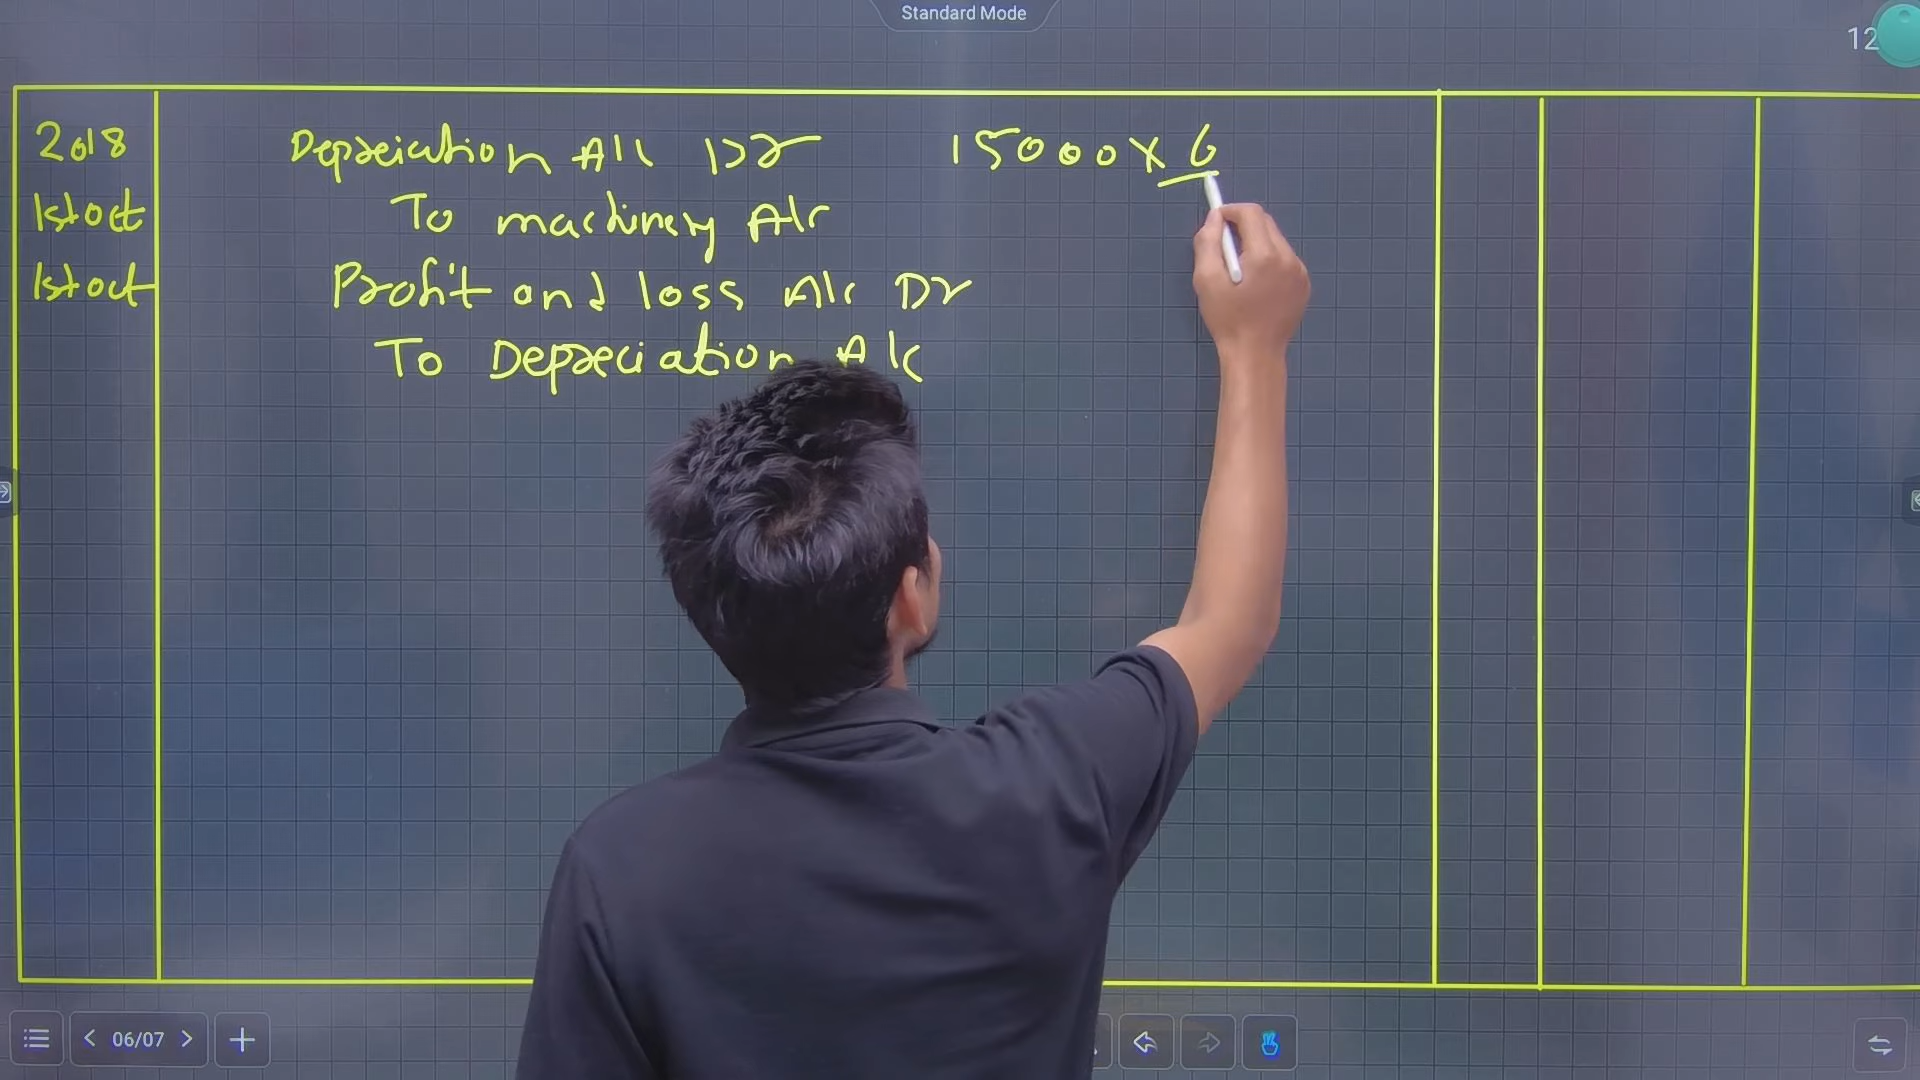 Standard Mode
12
2018 Depreciation A/c Dr 15000 x 6
1st oct To machinery A/c
1st oct Profit and loss A/c Dr
To Depreciation A/c
06/07